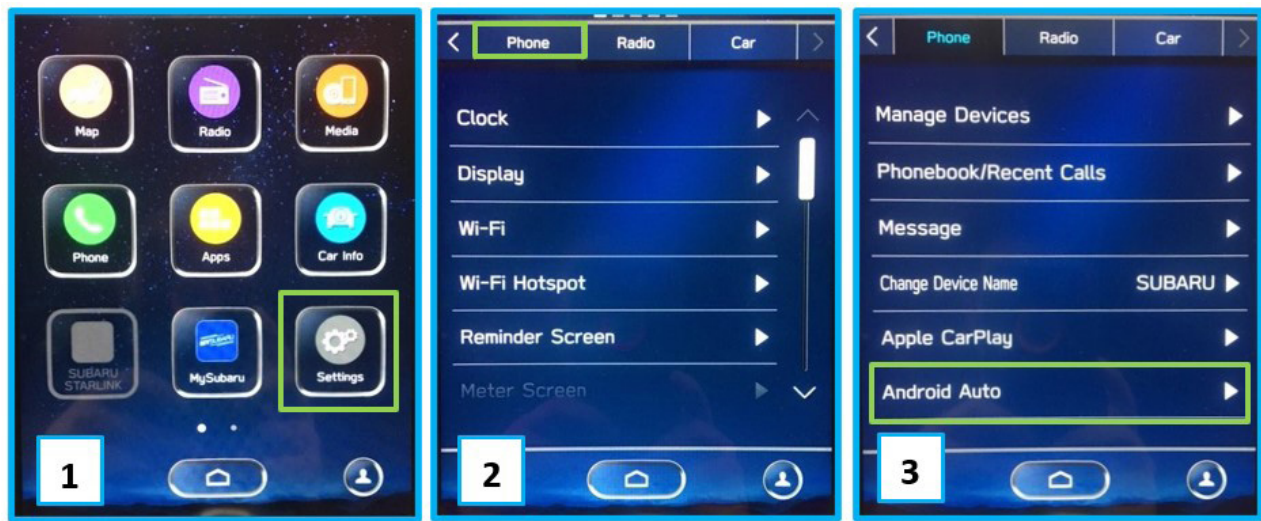 Map
Radio
Media
Phone
Apps
Car Info
SUBARU
STARLINK
MySubaru
Settings
1
Phone Radio Car
Clock
Display
Wi-Fi
Wi-Fi Hotspot
Reminder Screen
Meter Screen
2
Phone Radio Car
Manage Devices
Phonebook/Recent Calls
Message
Change Device Name SUBARU
Apple CarPlay
Android Auto
3